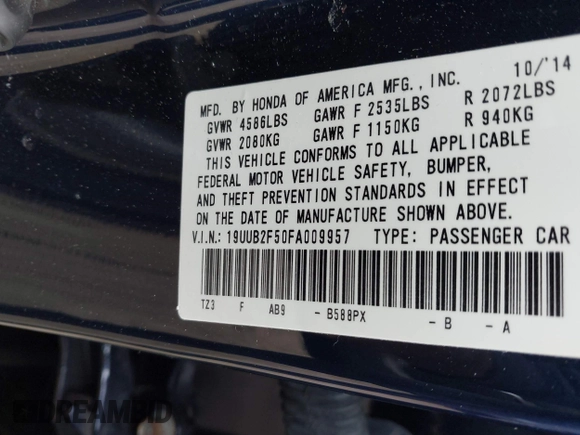 MFD. BY HONDA OF AMERICA MFG., INC. 10/'14
GVWR 4586LBS GAWR F 2535LBS R 2072LBS
GVWR 2080KG GAWR F 1150KG R 940KG
THIS VEHICLE CONFORMS TO ALL APPLICABLE
FEDERAL MOTOR VEHICLE SAFETY, BUMPER,
AND THEFT PREVENTION STANDARDS IN EFFECT
ON THE DATE OF MANUFACTURE SHOWN ABOVE.
V.I.N.: 19UUB2F50FA009957 TYPE: PASSENGER CAR
TZ3 F AB9 - B588PX - B - A
DREAMBID